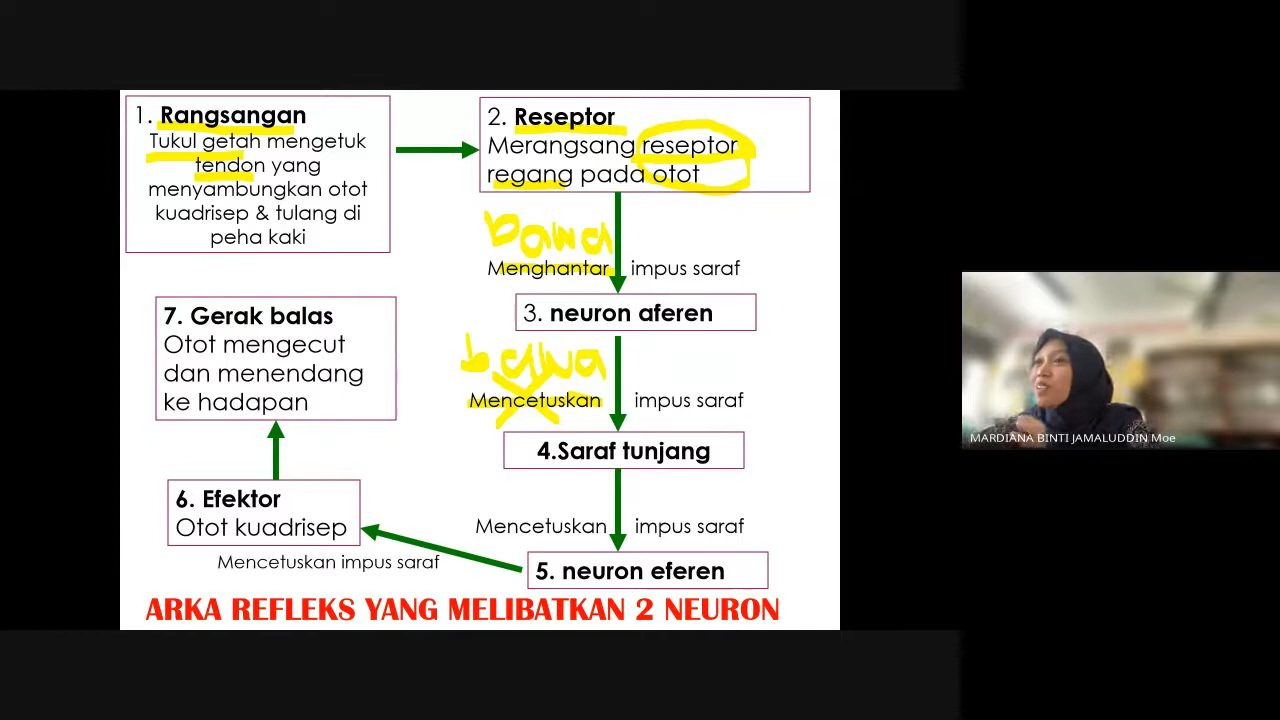 1. Rangsangan
Tukul getah mengetuk
tendon yang
menyambungkan otot
kuadrisep & tulang di
peha kaki
2. Reseptor
Merangsang reseptor
regang pada otot
bawa
Menghantar impus saraf
3. neuron aferen
bawa
Mencetuskan impus saraf
4.Saraf tunjang
Mencetuskan impus saraf
5. neuron eferen
Mencetuskan impus saraf
6. Efektor
Otot kuadrisep
7. Gerak balas
Otot mengecut
dan menendang
ke hadapan
ARKA REFLEKS YANG MELIBATKAN 2 NEURON
MARDIANA BINTI JAMALUDDIN Moe